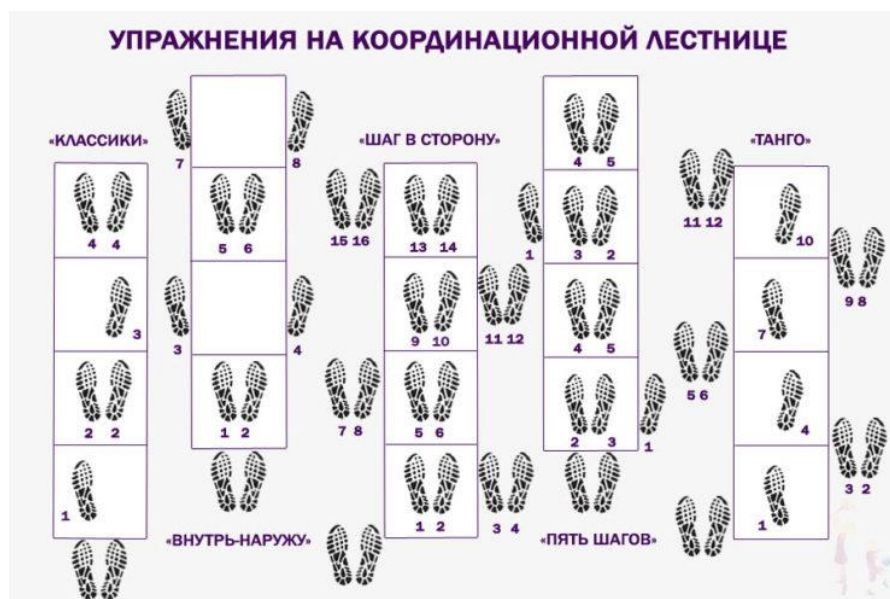 УПРАЖНЕНИЯ НА КООРДИНАЦИОННОЙ ЛЕСТНИЦЕ
«КЛАССИКИ»
4 4
3
2 2
1
7 8
5 6
3 4
1 2
«ВНУТРЬ-НАРУЖУ»
«ШАГ В СТОРОНУ»
15 16 13 14
9 10 11 12
7 8 5 6
1 2 3 4
4 5
1 3 2
4 5
2 3 1
«ПЯТЬ ШАГОВ»
«ТАНГО»
11 12 10
9 8
7
5 6 4
3 2
1